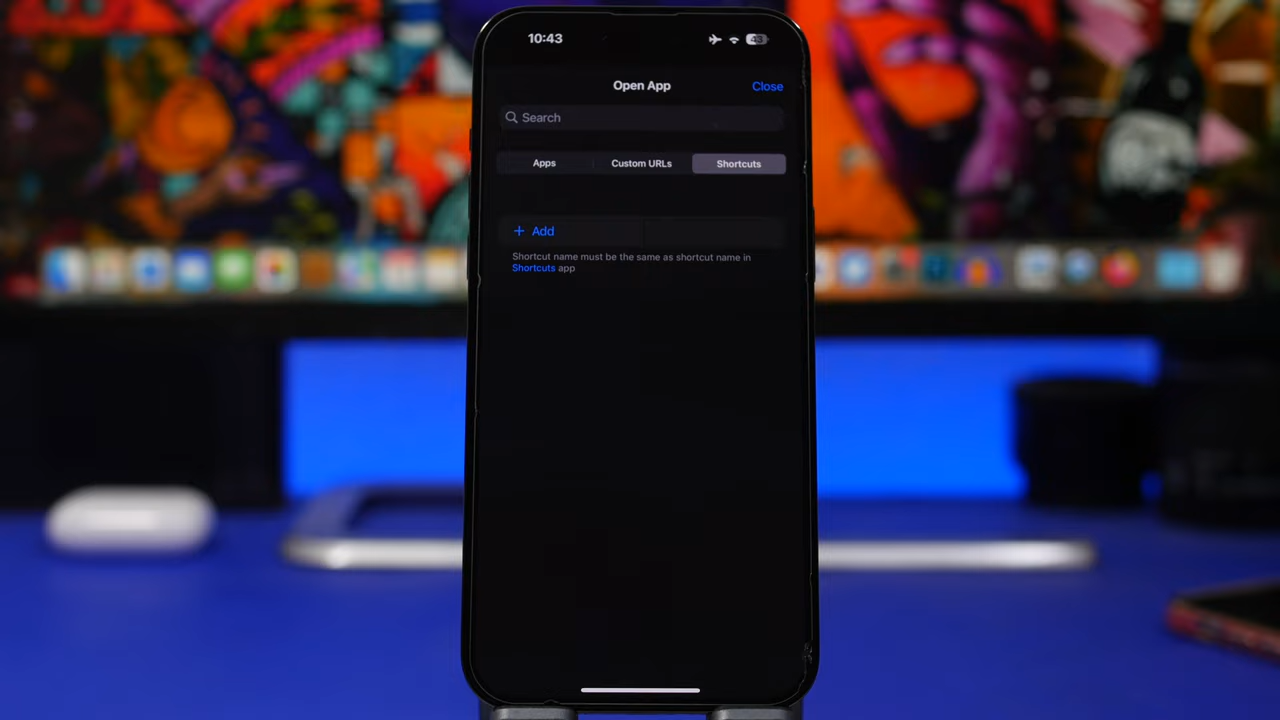 10:43
43
Open App
Close
Search
Apps
Custom URLs
Shortcuts
+ Add
Shortcut name must be the same as shortcut name in
Shortcuts app